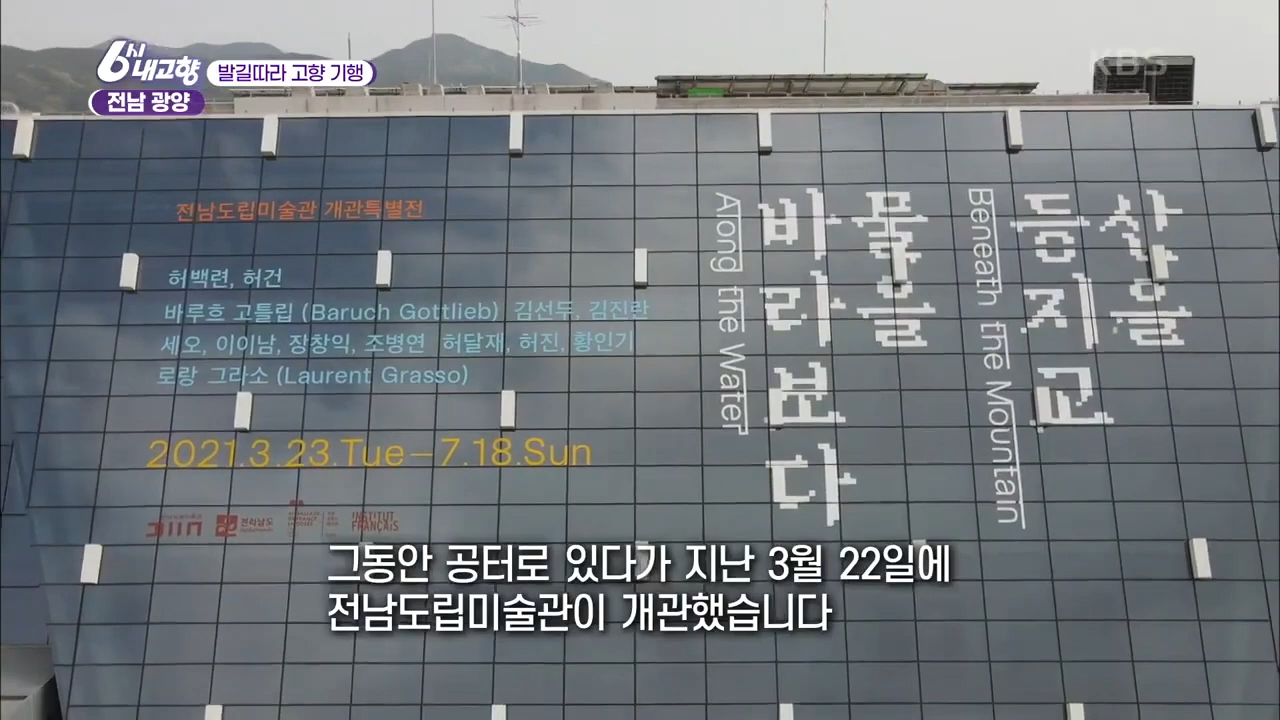 6시 내고향
발길따라 고향 기행
전남 광양
KBS
전남도립미술관 개관특별전
허백련, 허건
바루흐 고틀립 (Baruch Gottlieb) 김선두, 김진란
세오, 이이남, 장창익, 조병연 허달재, 허진, 황인기
로랑 그라소 (Laurent Grasso)
2021.3.23.Tue – 7.18.Sun
전라남도
INSTITUT
FRANÇAIS
산을
등지고
Beneath the Mountain
물을
바라보다
Along the Water
그동안 공터로 있다가 지난 3월 22일에
전남도립미술관이 개관했습니다